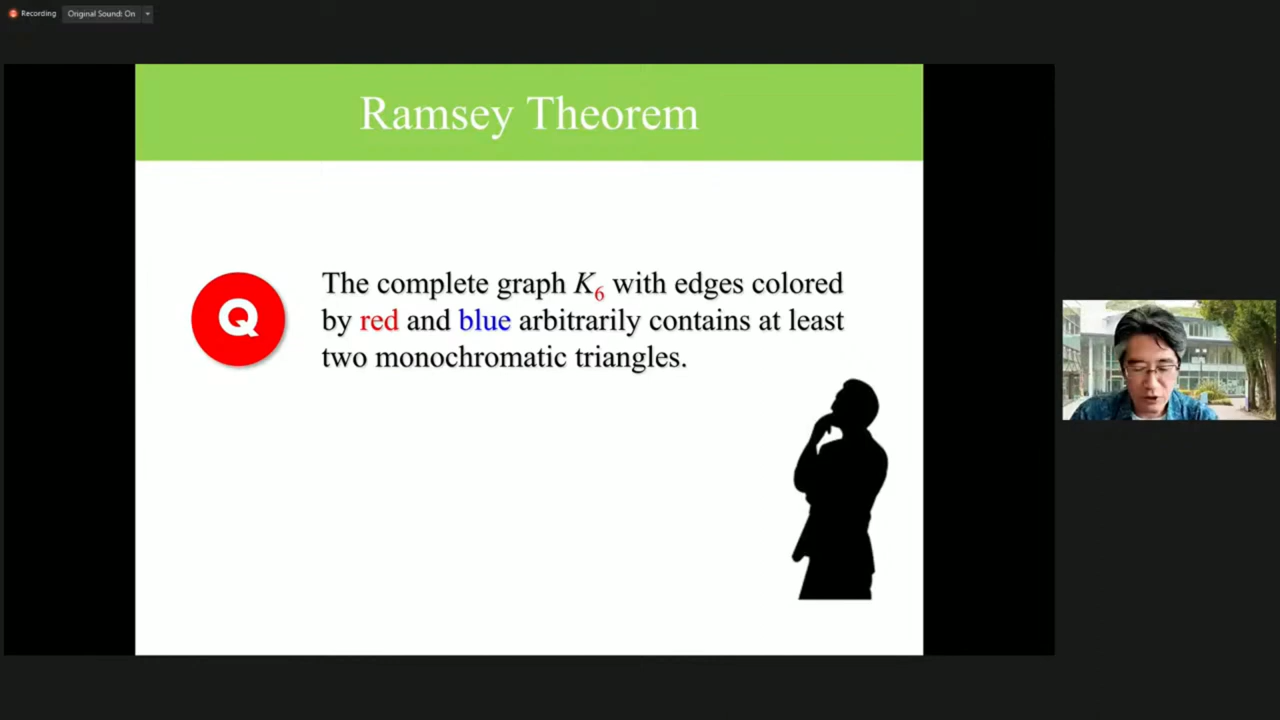 Recording
Original Sound: On
Ramsey Theorem
Q
The complete graph K₆ with edges colored
by red and blue arbitrarily contains at least
two monochromatic triangles.